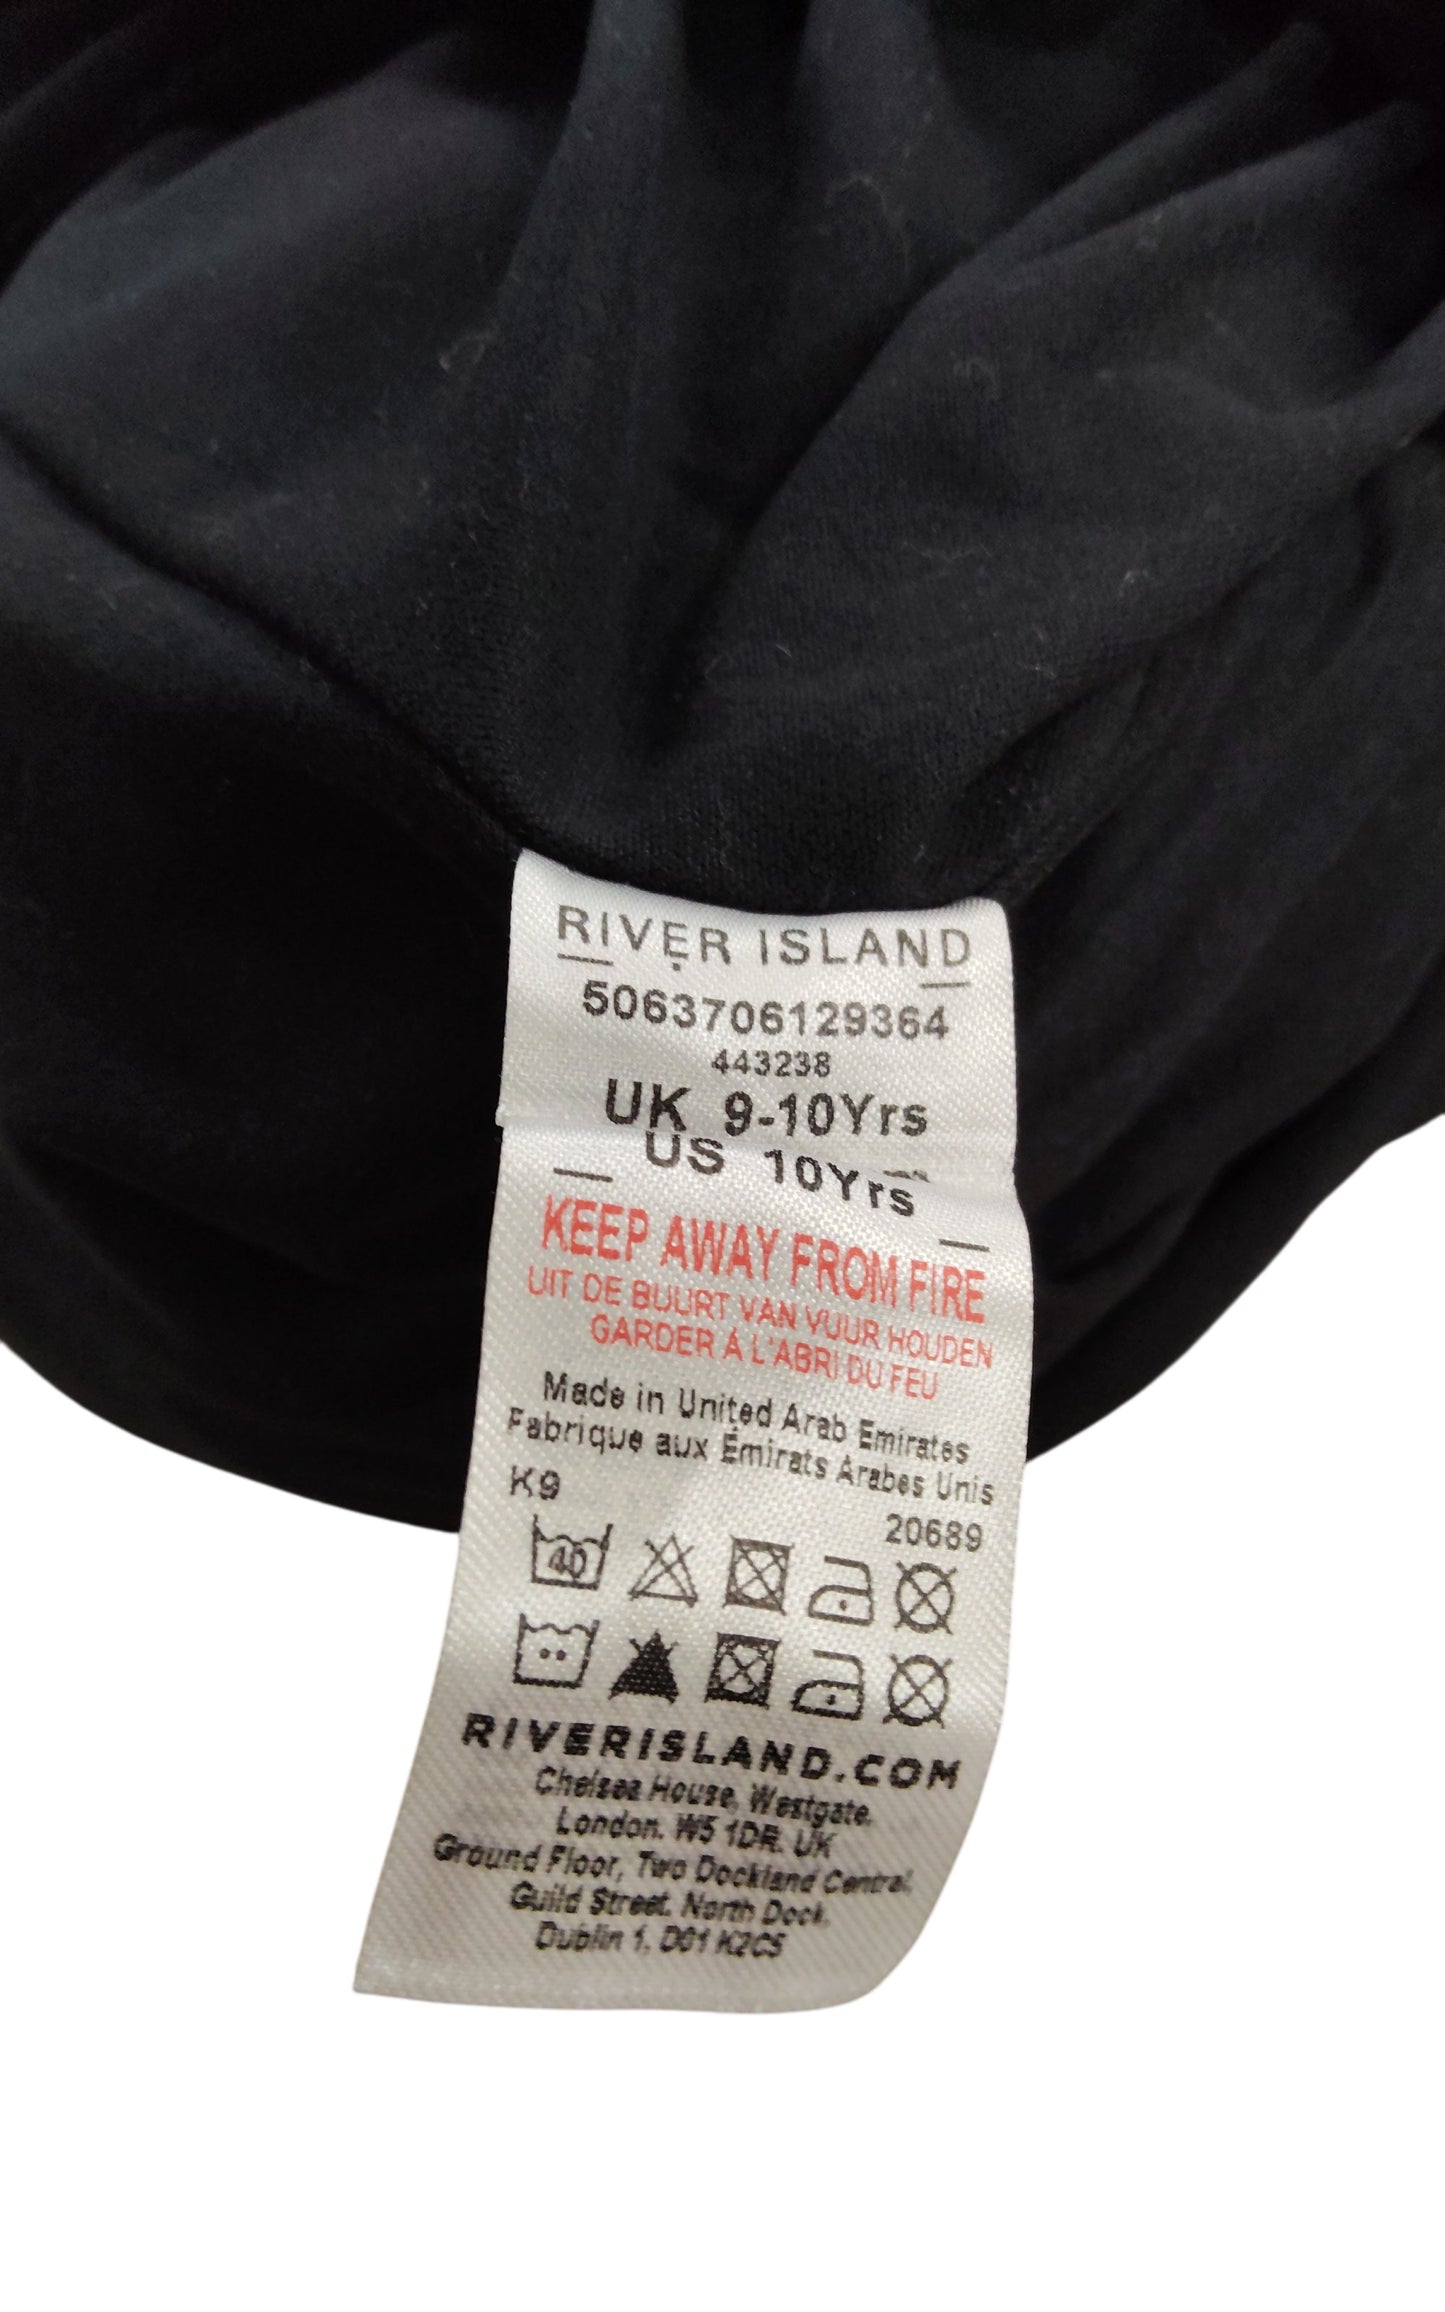 RIVER ISLAND
5063706129364
443238
UK 9-10Yrs
US 10Yrs
KEEP AWAY FROM FIRE
UIT DE BUURT VAN VUUR HOUDEN
GARDER À L'ABRI DU FEU
Made in United Arab Emirates
Fabrique aux Émirats Arabes Unis
K9
20689
40
RIVERISLAND.COM
Chelsea House, Westgate,
London. W5 1DR. UK
Ground Floor, Two Dockland Central,
Guild Street. North Dock.
Dublin 1. D01 K2C5